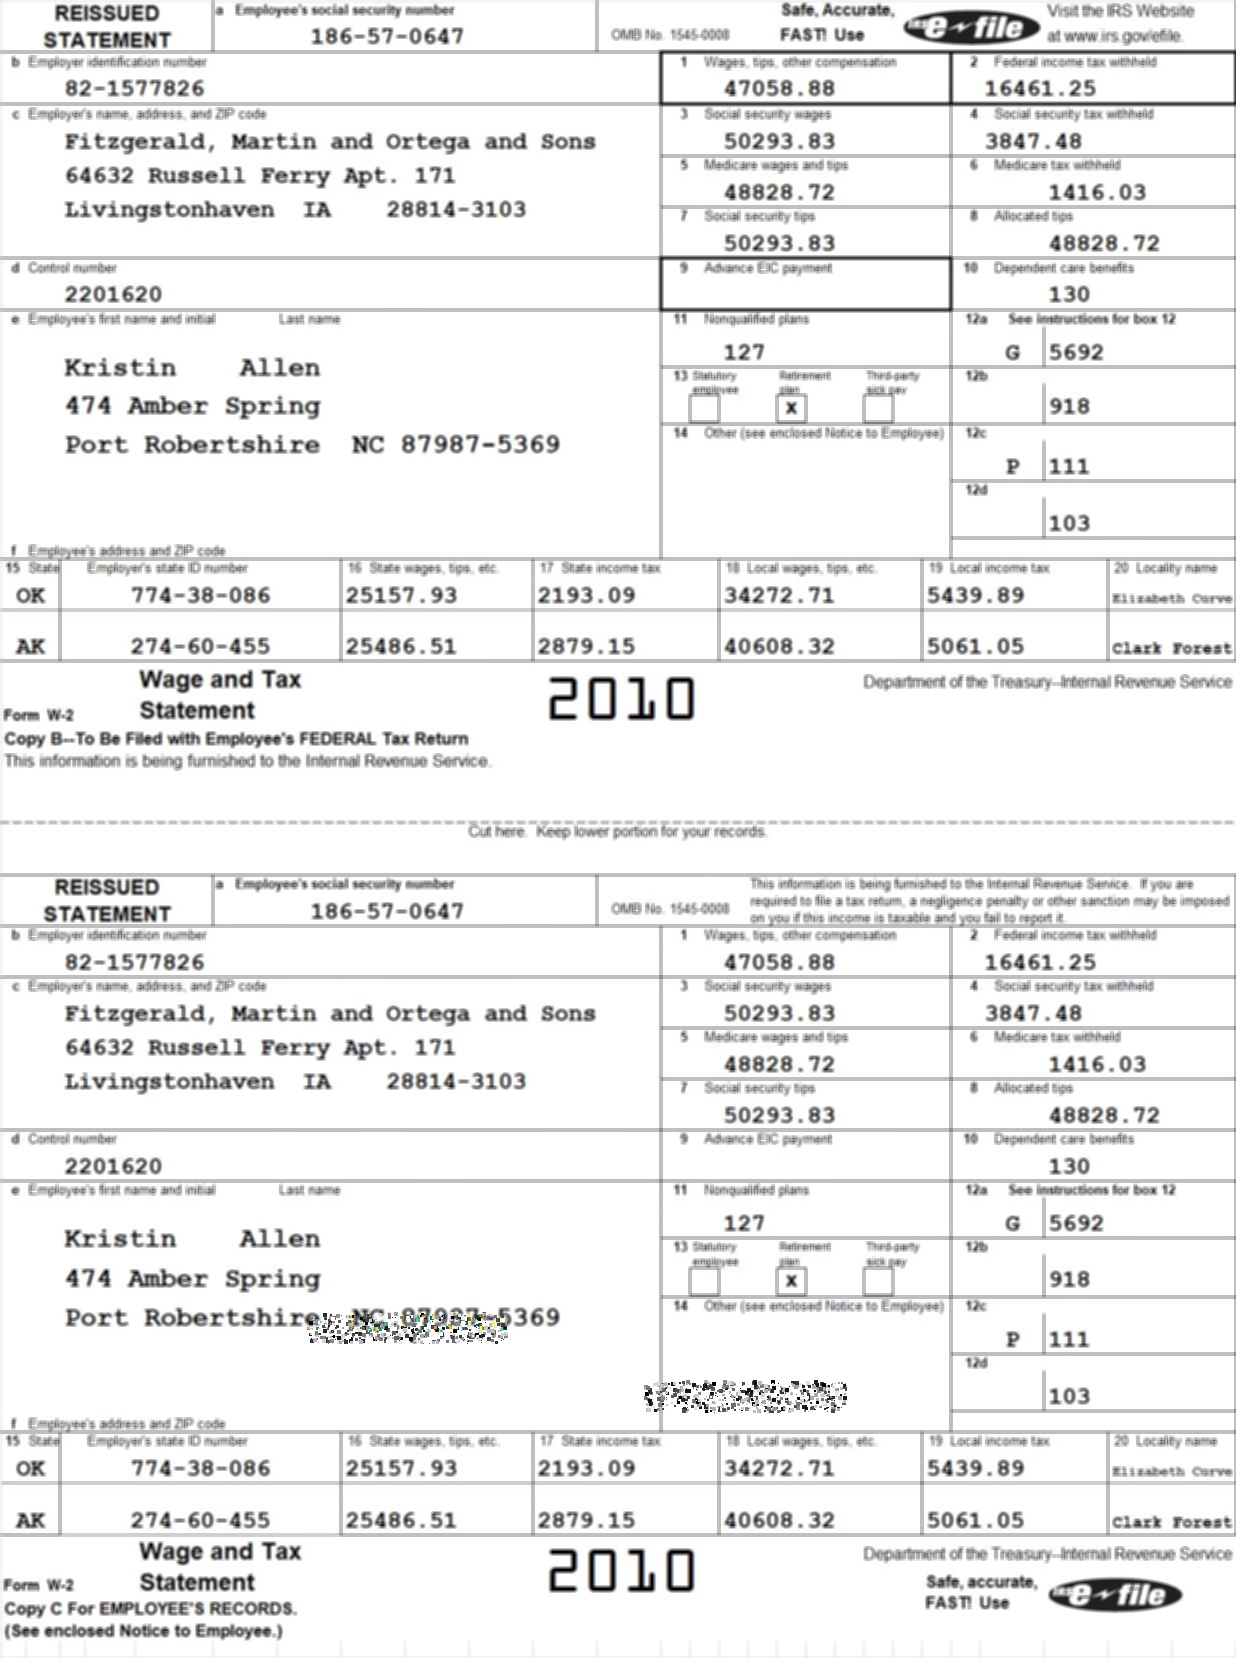 REISSUED STATEMENT
a Employee's social security number
186-57-0647
OMB No. 1545-0008
Safe, Accurate, FAST! Use
IRS e-file
Visit the IRS Website at www.irs.gov/efile.
b Employer identification number
82-1577826
1 Wages, tips, other compensation
47058.88
2 Federal income tax withheld
16461.25
c Employer's name, address, and ZIP code
Fitzgerald, Martin and Ortega and Sons
64632 Russell Ferry Apt. 171
Livingstonhaven IA 28814-3103
3 Social security wages
50293.83
4 Social security tax withheld
3847.48
5 Medicare wages and tips
48828.72
6 Medicare tax withheld
1416.03
7 Social security tips
50293.83
8 Allocated tips
48828.72
d Control number
2201620
9 Advance EIC payment
10 Dependent care benefits
130
e Employee's first name and initial Last name
Kristin Allen
474 Amber Spring
Port Robertshire NC 87987-5369
11 Nonqualified plans
127
12a See instructions for box 12
G 5692
13 Statutory employee
Retirement plan
X
Third-party sick pay
12b
918
14 Other (see enclosed Notice to Employee)
12c
P 111
12d
103
f Employee's address and ZIP code
15 State Employer's state ID number 16 State wages, tips, etc. 17 State income tax 18 Local wages, tips, etc. 19 Local income tax 20 Locality name
OK 774-38-086 25157.93 2193.09 34272.71 5439.89 Elizabeth Curve
AK 274-60-455 25486.51 2879.15 40608.32 5061.05 Clark Forest
Form W-2 Wage and Tax Statement
2010
Department of the Treasury--Internal Revenue Service
Copy B--To Be Filed with Employee's FEDERAL Tax Return
This information is being furnished to the Internal Revenue Service.
Cut here. Keep lower portion for your records.
REISSUED STATEMENT
a Employee's social security number
186-57-0647
OMB No. 1545-0008
This information is being furnished to the Internal Revenue Service. If you are
required to file a tax return, a negligence penalty or other sanction may be imposed
on you if this income is taxable and you fail to report it.
b Employer identification number
82-1577826
1 Wages, tips, other compensation
47058.88
2 Federal income tax withheld
16461.25
c Employer's name, address, and ZIP code
Fitzgerald, Martin and Ortega and Sons
64632 Russell Ferry Apt. 171
Livingstonhaven IA 28814-3103
3 Social security wages
50293.83
4 Social security tax withheld
3847.48
5 Medicare wages and tips
48828.72
6 Medicare tax withheld
1416.03
7 Social security tips
50293.83
8 Allocated tips
48828.72
d Control number
2201620
9 Advance EIC payment
10 Dependent care benefits
130
e Employee's first name and initial Last name
Kristin Allen
474 Amber Spring
Port Robertshire NC 87987-5369
11 Nonqualified plans
127
12a See instructions for box 12
G 5692
13 Statutory employee
Retirement plan
X
Third-party sick pay
12b
918
14 Other (see enclosed Notice to Employee)
12c
P 111
12d
103
f Employee's address and ZIP code
15 State Employer's state ID number 16 State wages, tips, etc. 17 State income tax 18 Local wages, tips, etc. 19 Local income tax 20 Locality name
OK 774-38-086 25157.93 2193.09 34272.71 5439.89 Elizabeth Curve
AK 274-60-455 25486.51 2879.15 40608.32 5061.05 Clark Forest
Form W-2 Wage and Tax Statement
2010
Department of the Treasury--Internal Revenue Service
Safe, accurate, FAST! Use
IRS e-file
Copy C For EMPLOYEE'S RECORDS.
(See enclosed Notice to Employee.)